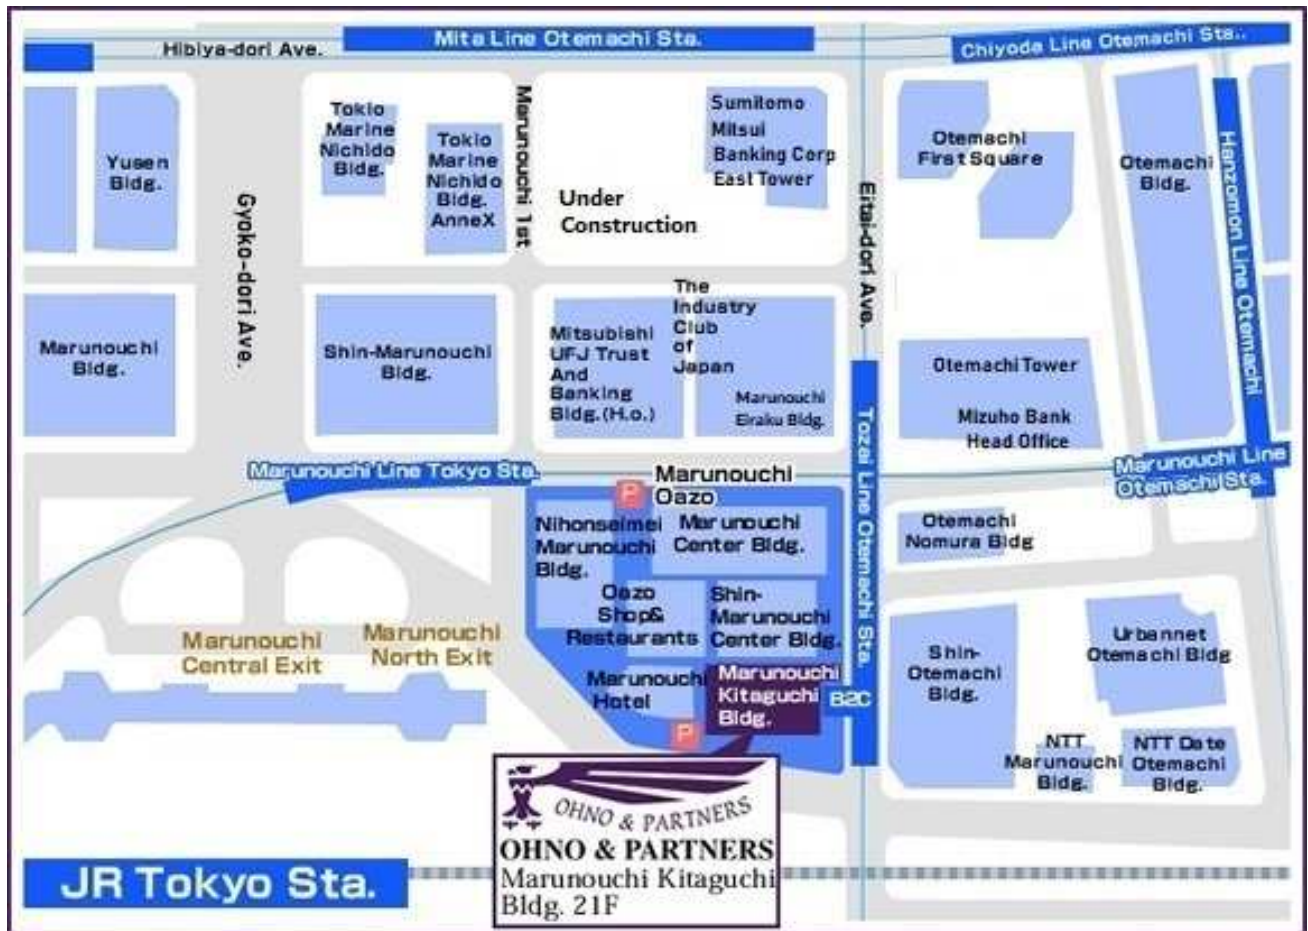 Mita Line Otemachi Sta.
Hibiya-dori Ave.
Chiyoda Line Otemachi Sta..
Yusen
Bldg.
Tokio
Marine
Nichido
Bldg.
Tokio
Marine
Nichido
Bldg.
AnneX
Marunouchi 1st
Under
Construction
Sumitomo
Mitsui
Banking Corp
East Tower
Otemachi
First Square
Otemachi
Bldg.
Hanzomon Line Otemachi
Gyoko-dori Ave.
Eitai-dori Ave.
Marunouchi
Bldg.
Shin-Marunouchi
Bldg.
Mitsubishi
UFJ Trust
And
Banking
Bldg.(H.o.)
The
Industry
Club
of
Japan
Marunouchi
Eiraku Bldg.
Otemachi Tower
Mizuho Bank
Head Office
Marunouchi Line Tokyo Sta.
Marunouchi
Oazo
P
Tozai Line Otemachi Sta.
Marunouchi Line
Otemachi Sta.
Nihonseimei
Marunouchi
Bldg.
Marunouchi
Center Bldg.
Otemachi
Nomura Bldg
Oazo
Shop&
Restaurants
Shin-
Marunouchi
Center Bldg.
Marunouchi
Central Exit
Marunouchi
North Exit
Marunouchi
Hotel
Marunouchi
Kitaguchi
Bldg.
B2C
P
Shin-
Otemachi
Bldg.
Urbannet
Otemachi Bldg
NTT
Marunouchi
Bldg.
NTT Date
Otemachi
Bldg.
OHNO & PARTNERS
OHNO & PARTNERS
Marunouchi Kitaguchi
Bldg. 21F
JR Tokyo Sta.